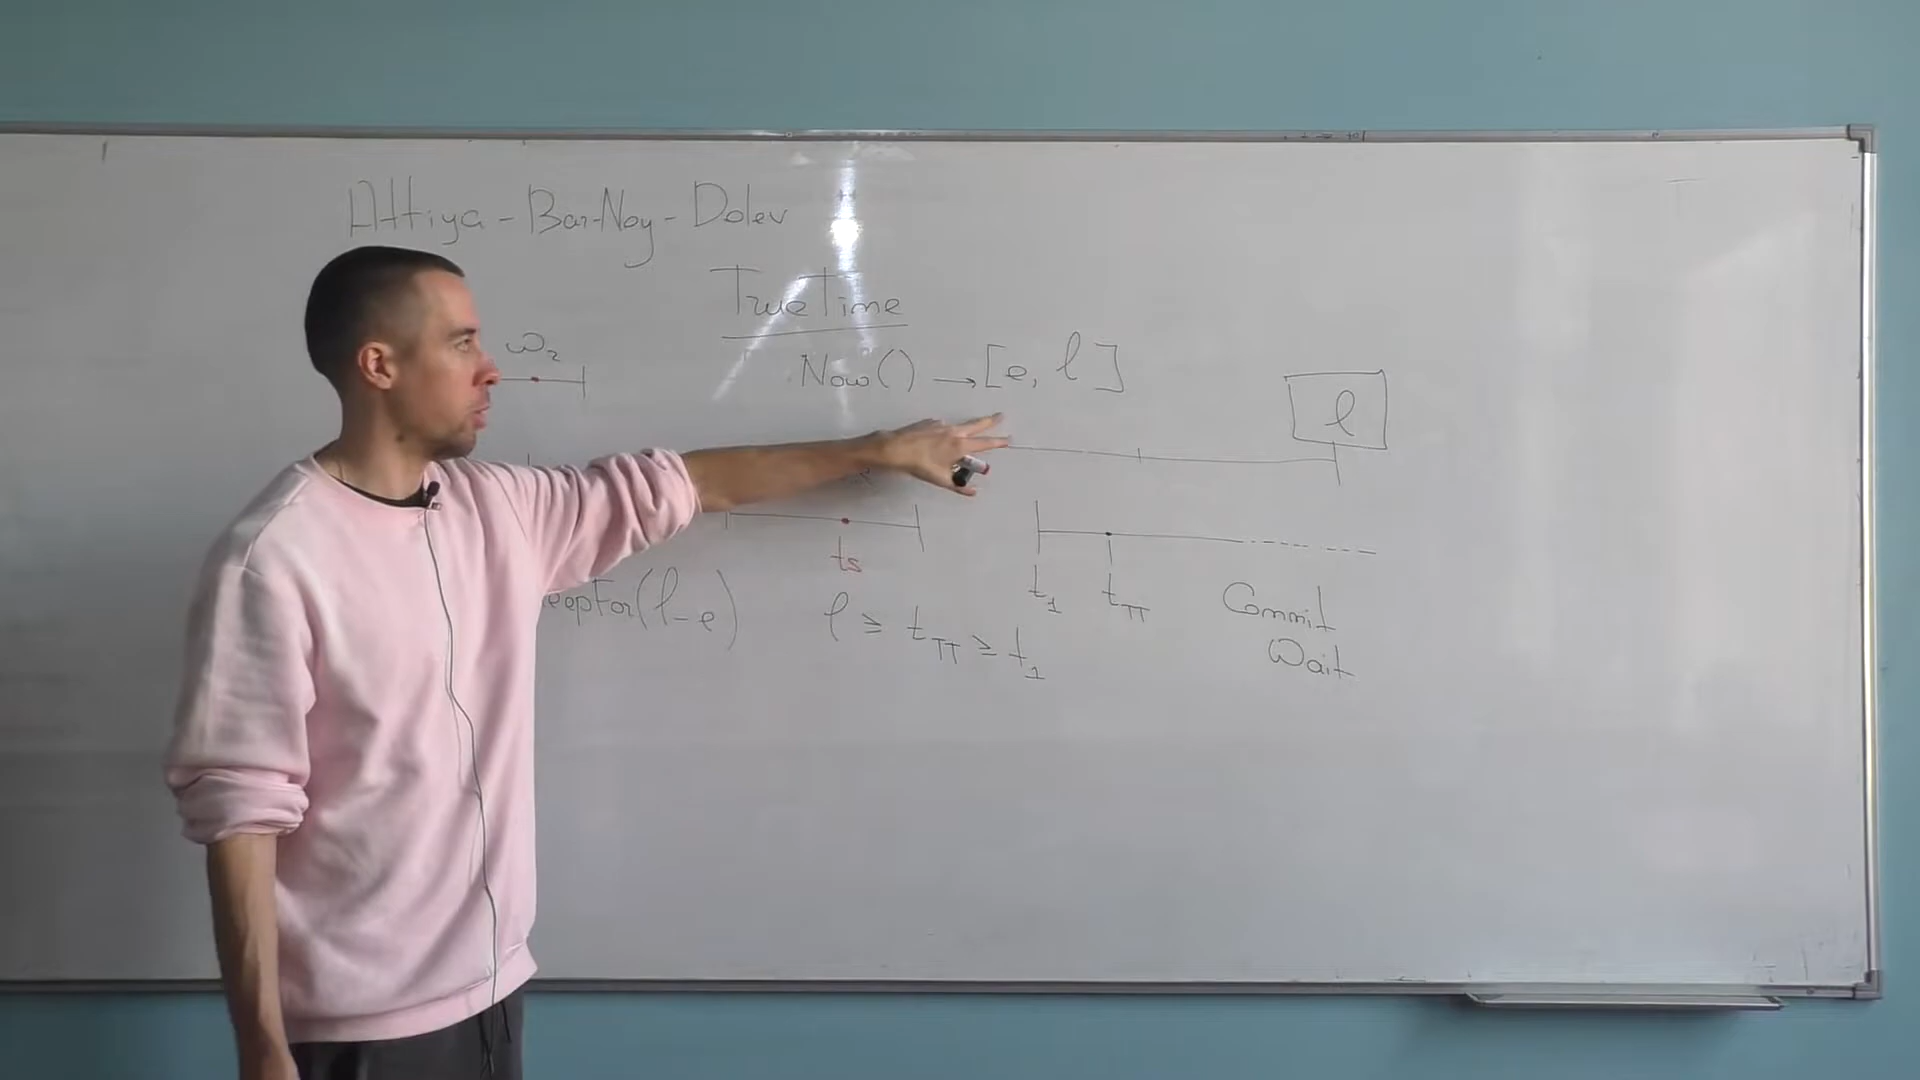 Attiya - Bar-Noy - Dolev
TrueTime
ω₂
Now() → [e, l]
l
ts
t₁
t_TT
eepFor(l-e)
l ≥ t_TT ≥ t₁
Commit
Wait